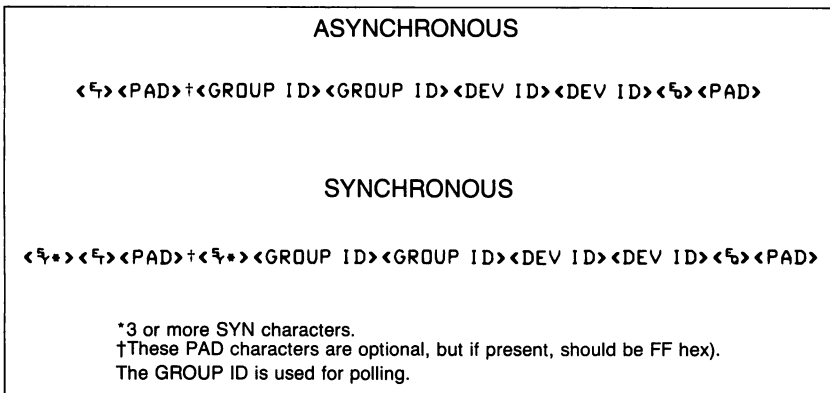 ASYNCHRONOUS
<ET><PAD>†<GROUP ID><GROUP ID><DEV ID><DEV ID><EQ><PAD>
SYNCHRONOUS
<SY*><ET><PAD>†<SY*><GROUP ID><GROUP ID><DEV ID><DEV ID><EQ><PAD>
*3 or more SYN characters.
†These PAD characters are optional, but if present, should be FF hex).
The GROUP ID is used for polling.